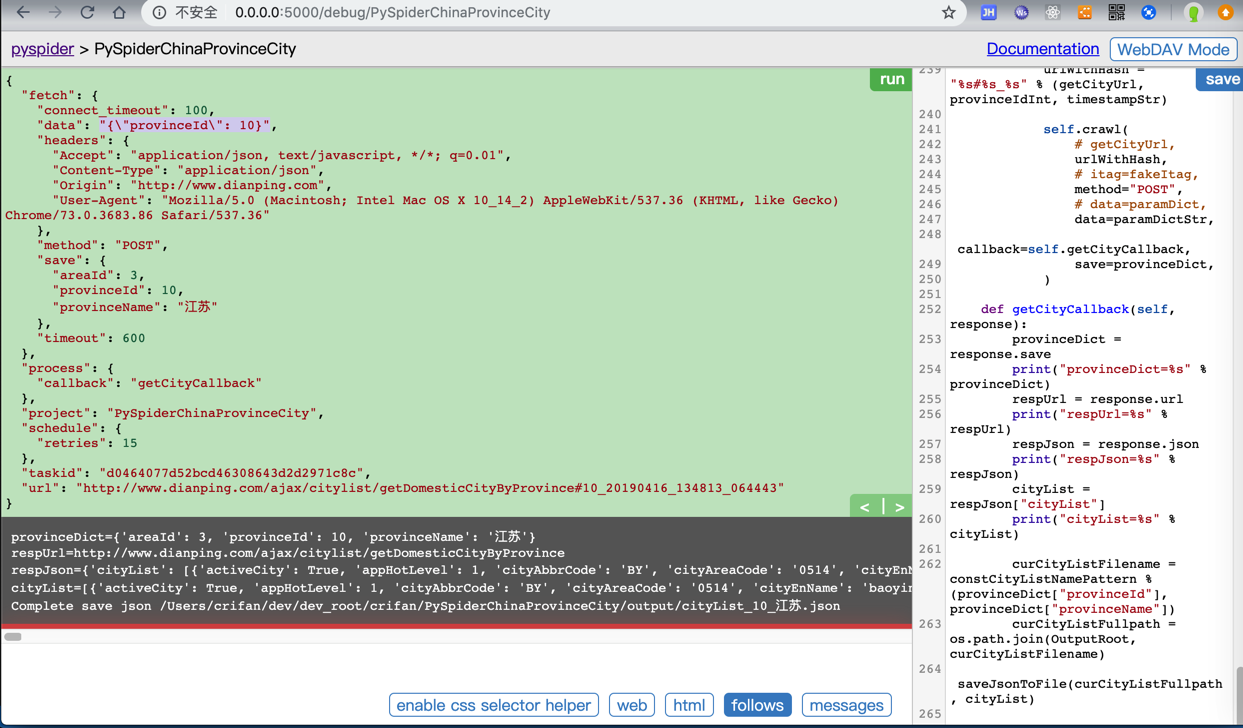 不安全
0.0.0.0:5000/debug/PySpiderChinaProvinceCity
JH
Ws
pyspider > PySpiderChinaProvinceCity
Documentation
WebDAV Mode
run
{
"fetch": {
"connect_timeout": 100,
"data": "{\"provinceId\": 10}",
"headers": {
"Accept": "application/json, text/javascript, */*; q=0.01",
"Content-Type": "application/json",
"Origin": "http://www.dianping.com",
"User-Agent": "Mozilla/5.0 (Macintosh; Intel Mac OS X 10_14_2) AppleWebKit/537.36 (KHTML, like Gecko)
Chrome/73.0.3683.86 Safari/537.36"
},
"method": "POST",
"save": {
"areaId": 3,
"provinceId": 10,
"provinceName": "江苏"
},
"timeout": 600
},
"process": {
"callback": "getCityCallback"
},
"project": "PySpiderChinaProvinceCity",
"schedule": {
"retries": 15
},
"taskid": "d0464077d52bcd46308643d2d2971c8c",
"url": "http://www.dianping.com/ajax/citylist/getDomesticCityByProvince#10_20190416_134813_064443"
}
< | >
provinceDict={'areaId': 3, 'provinceId': 10, 'provinceName': '江苏'}
respUrl=http://www.dianping.com/ajax/citylist/getDomesticCityByProvince
respJson={'cityList': [{'activeCity': True, 'appHotLevel': 1, 'cityAbbrCode': 'BY', 'cityAreaCode': '0514', 'cityEnN
cityList=[{'activeCity': True, 'appHotLevel': 1, 'cityAbbrCode': 'BY', 'cityAreaCode': '0514', 'cityEnName': 'baoyin
Complete save json /Users/crifan/dev/dev_root/crifan/PySpiderChinaProvinceCity/output/cityList_10_江苏.json
enable css selector helper
web
html
follows
messages
save
239 urlWithHash =
"%s#%s_%s" % (getCityUrl,
provinceIdInt, timestampStr)
240
241 self.crawl(
242 # getCityUrl,
243 urlWithHash,
244 # itag=fakeItag,
245 method="POST",
246 # data=paramDict,
247 data=paramDictStr,
248
callback=self.getCityCallback,
249 save=provinceDict,
250 )
251
252 def getCityCallback(self,
response):
253 provinceDict =
response.save
254 print("provinceDict=%s" %
provinceDict)
255 respUrl = response.url
256 print("respUrl=%s" %
respUrl)
257 respJson = response.json
258 print("respJson=%s" %
respJson)
259 cityList =
respJson["cityList"]
260 print("cityList=%s" %
cityList)
261
262 curCityListFilename =
constCityListNamePattern %
(provinceDict["provinceId"],
provinceDict["provinceName"])
263 curCityListFullpath =
os.path.join(OutputRoot,
curCityListFilename)
264
saveJsonToFile(curCityListFullpath
, cityList)
265